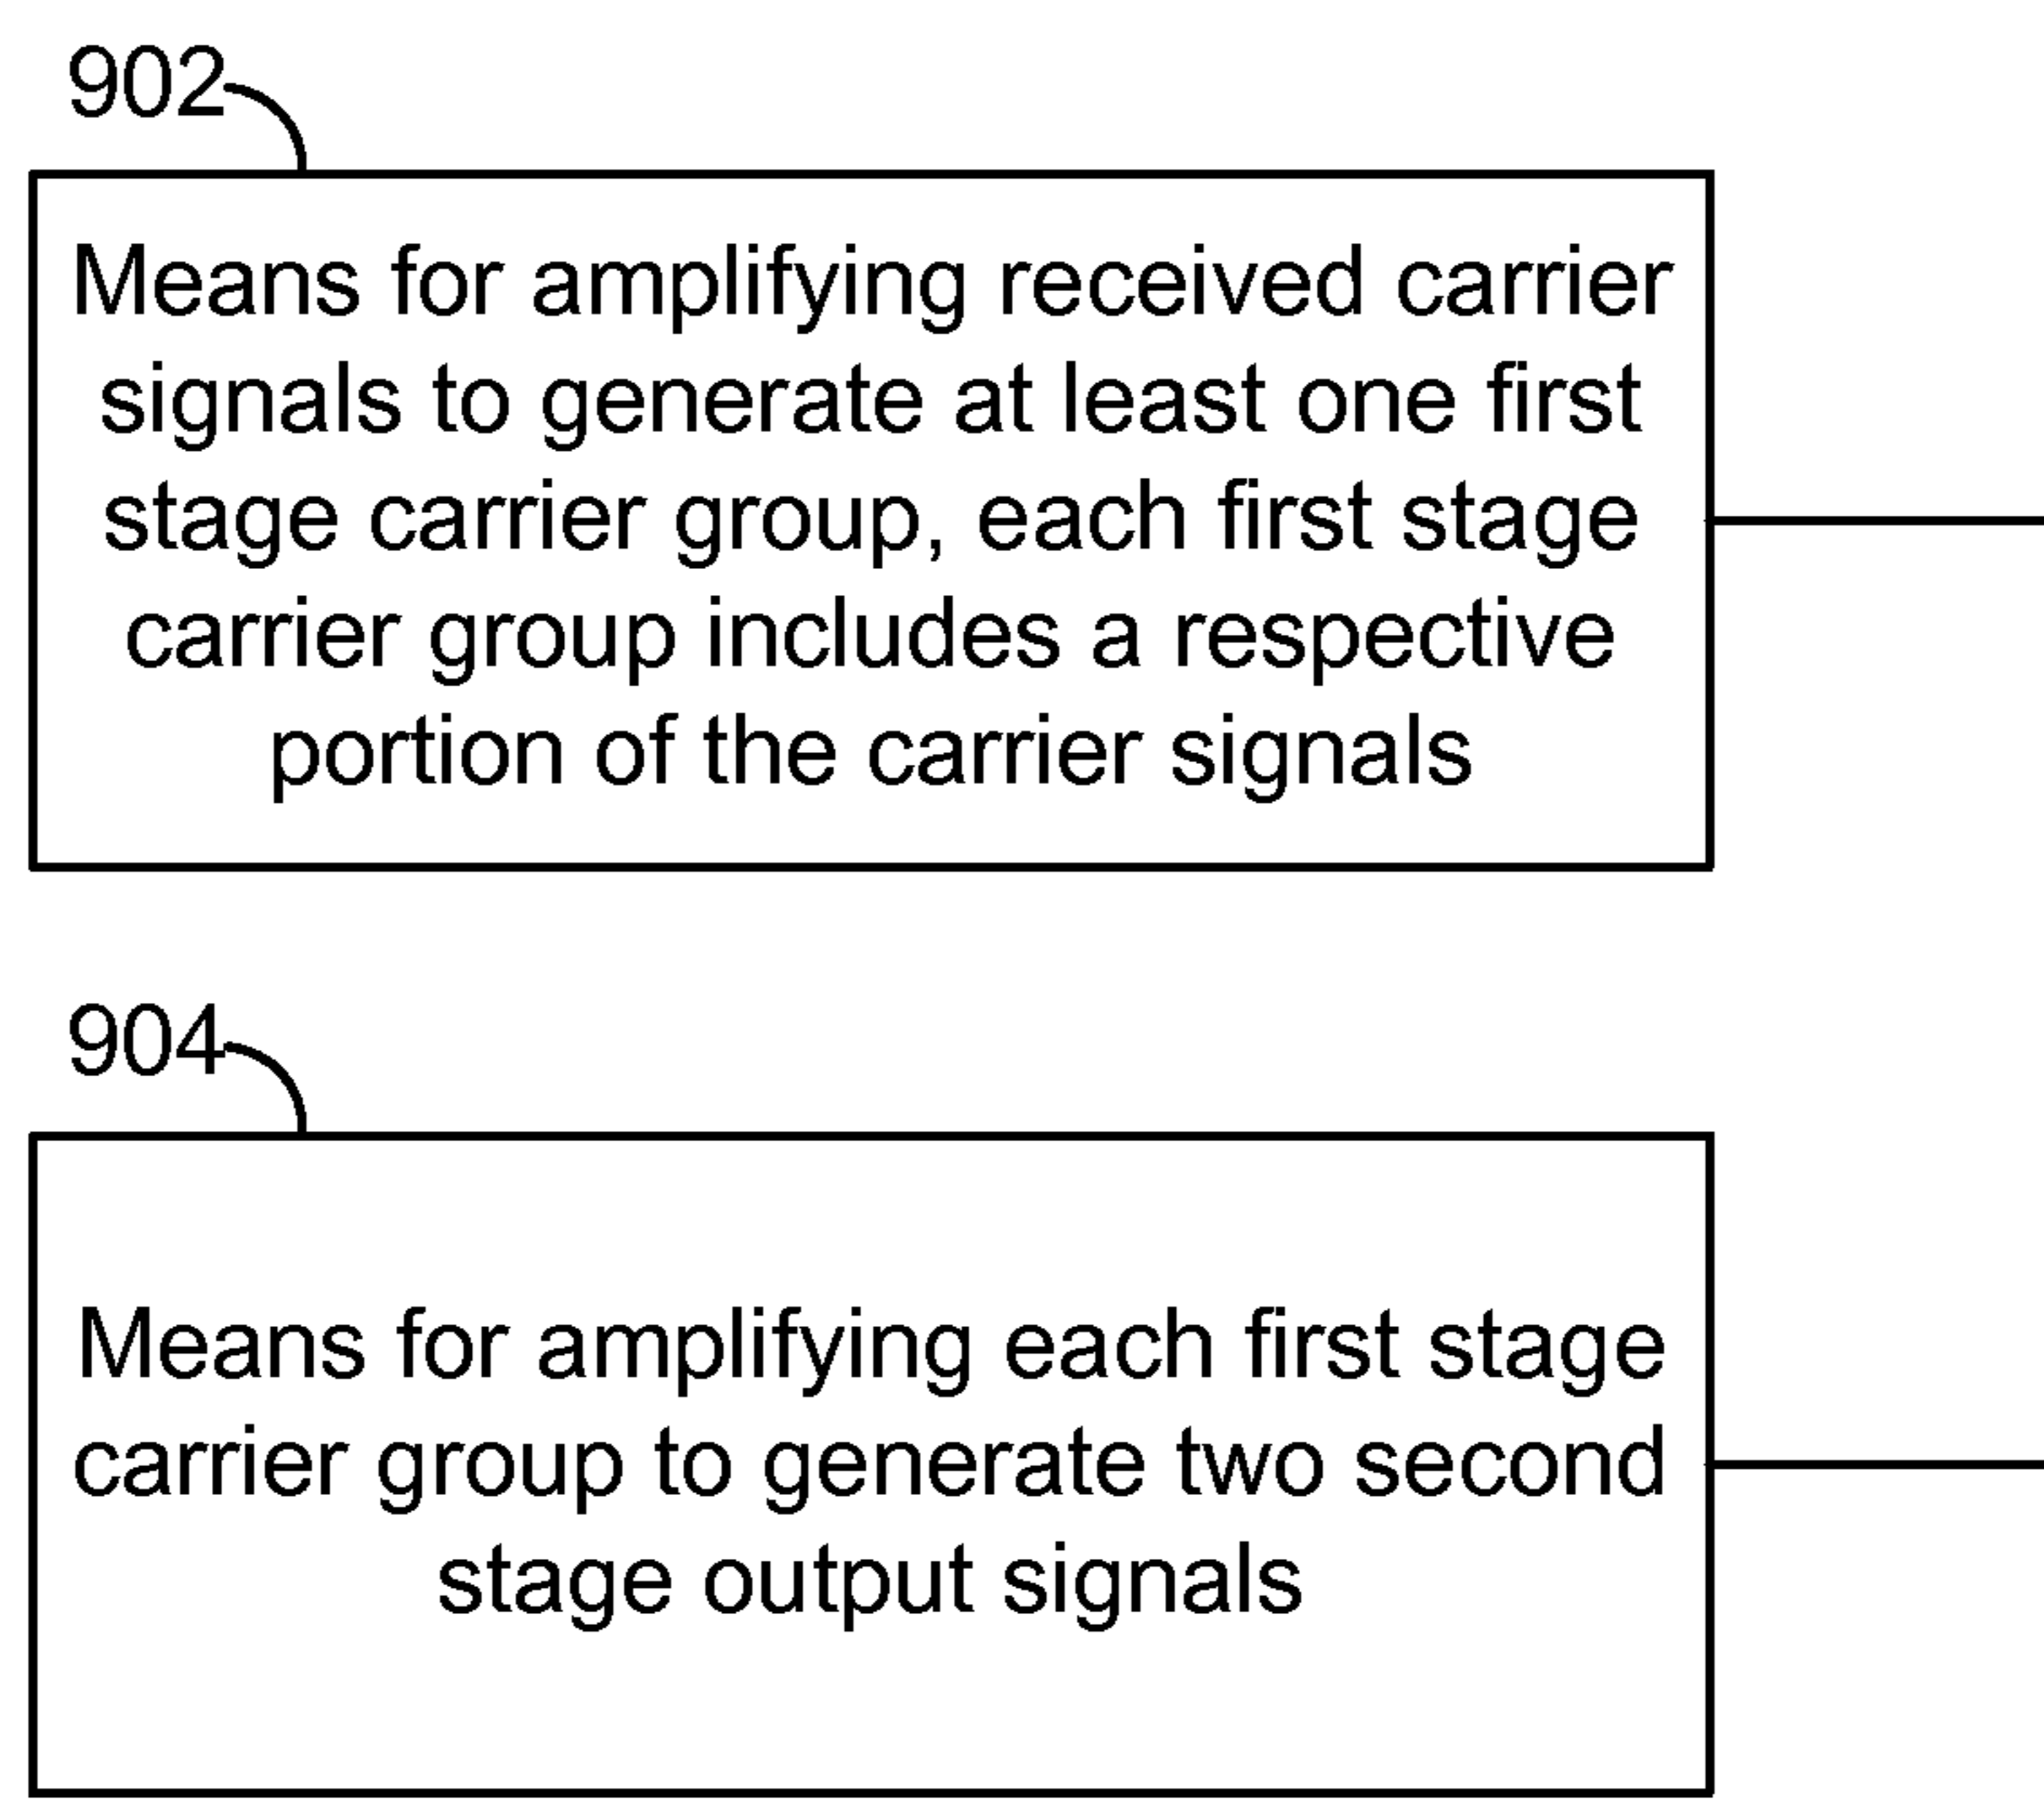 902
Means for amplifying received carrier
signals to generate at least one first
stage carrier group, each first stage
carrier group includes a respective
portion of the carrier signals
904
Means for amplifying each first stage
carrier group to generate two second
stage output signals